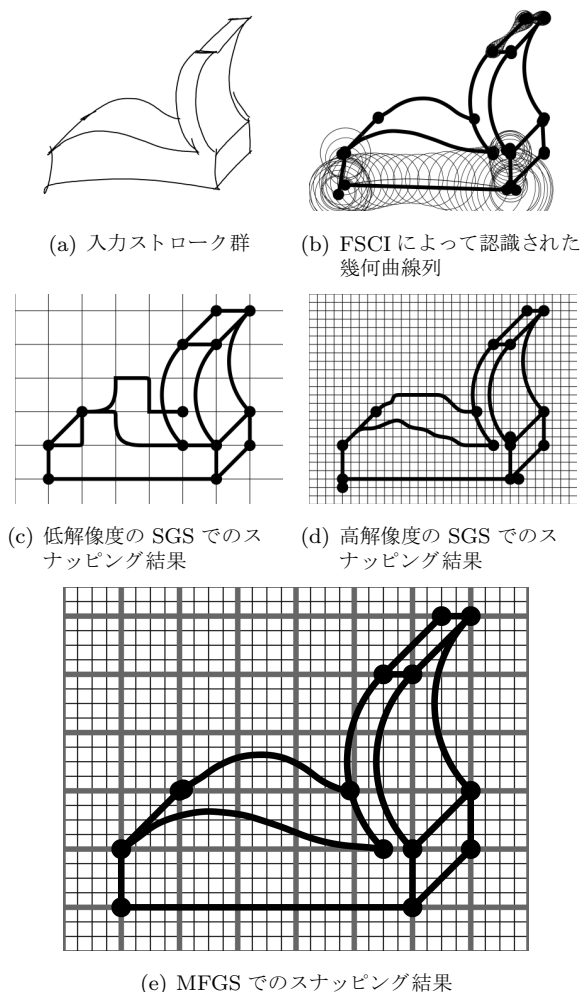 (a) 入力ストローク群
(b) FSCI によって認識された
幾何曲線列
(c) 低解像度の SGS でのス
ナッピング結果
(d) 高解像度の SGS でのス
ナッピング結果
(e) MFGS でのスナッピング結果